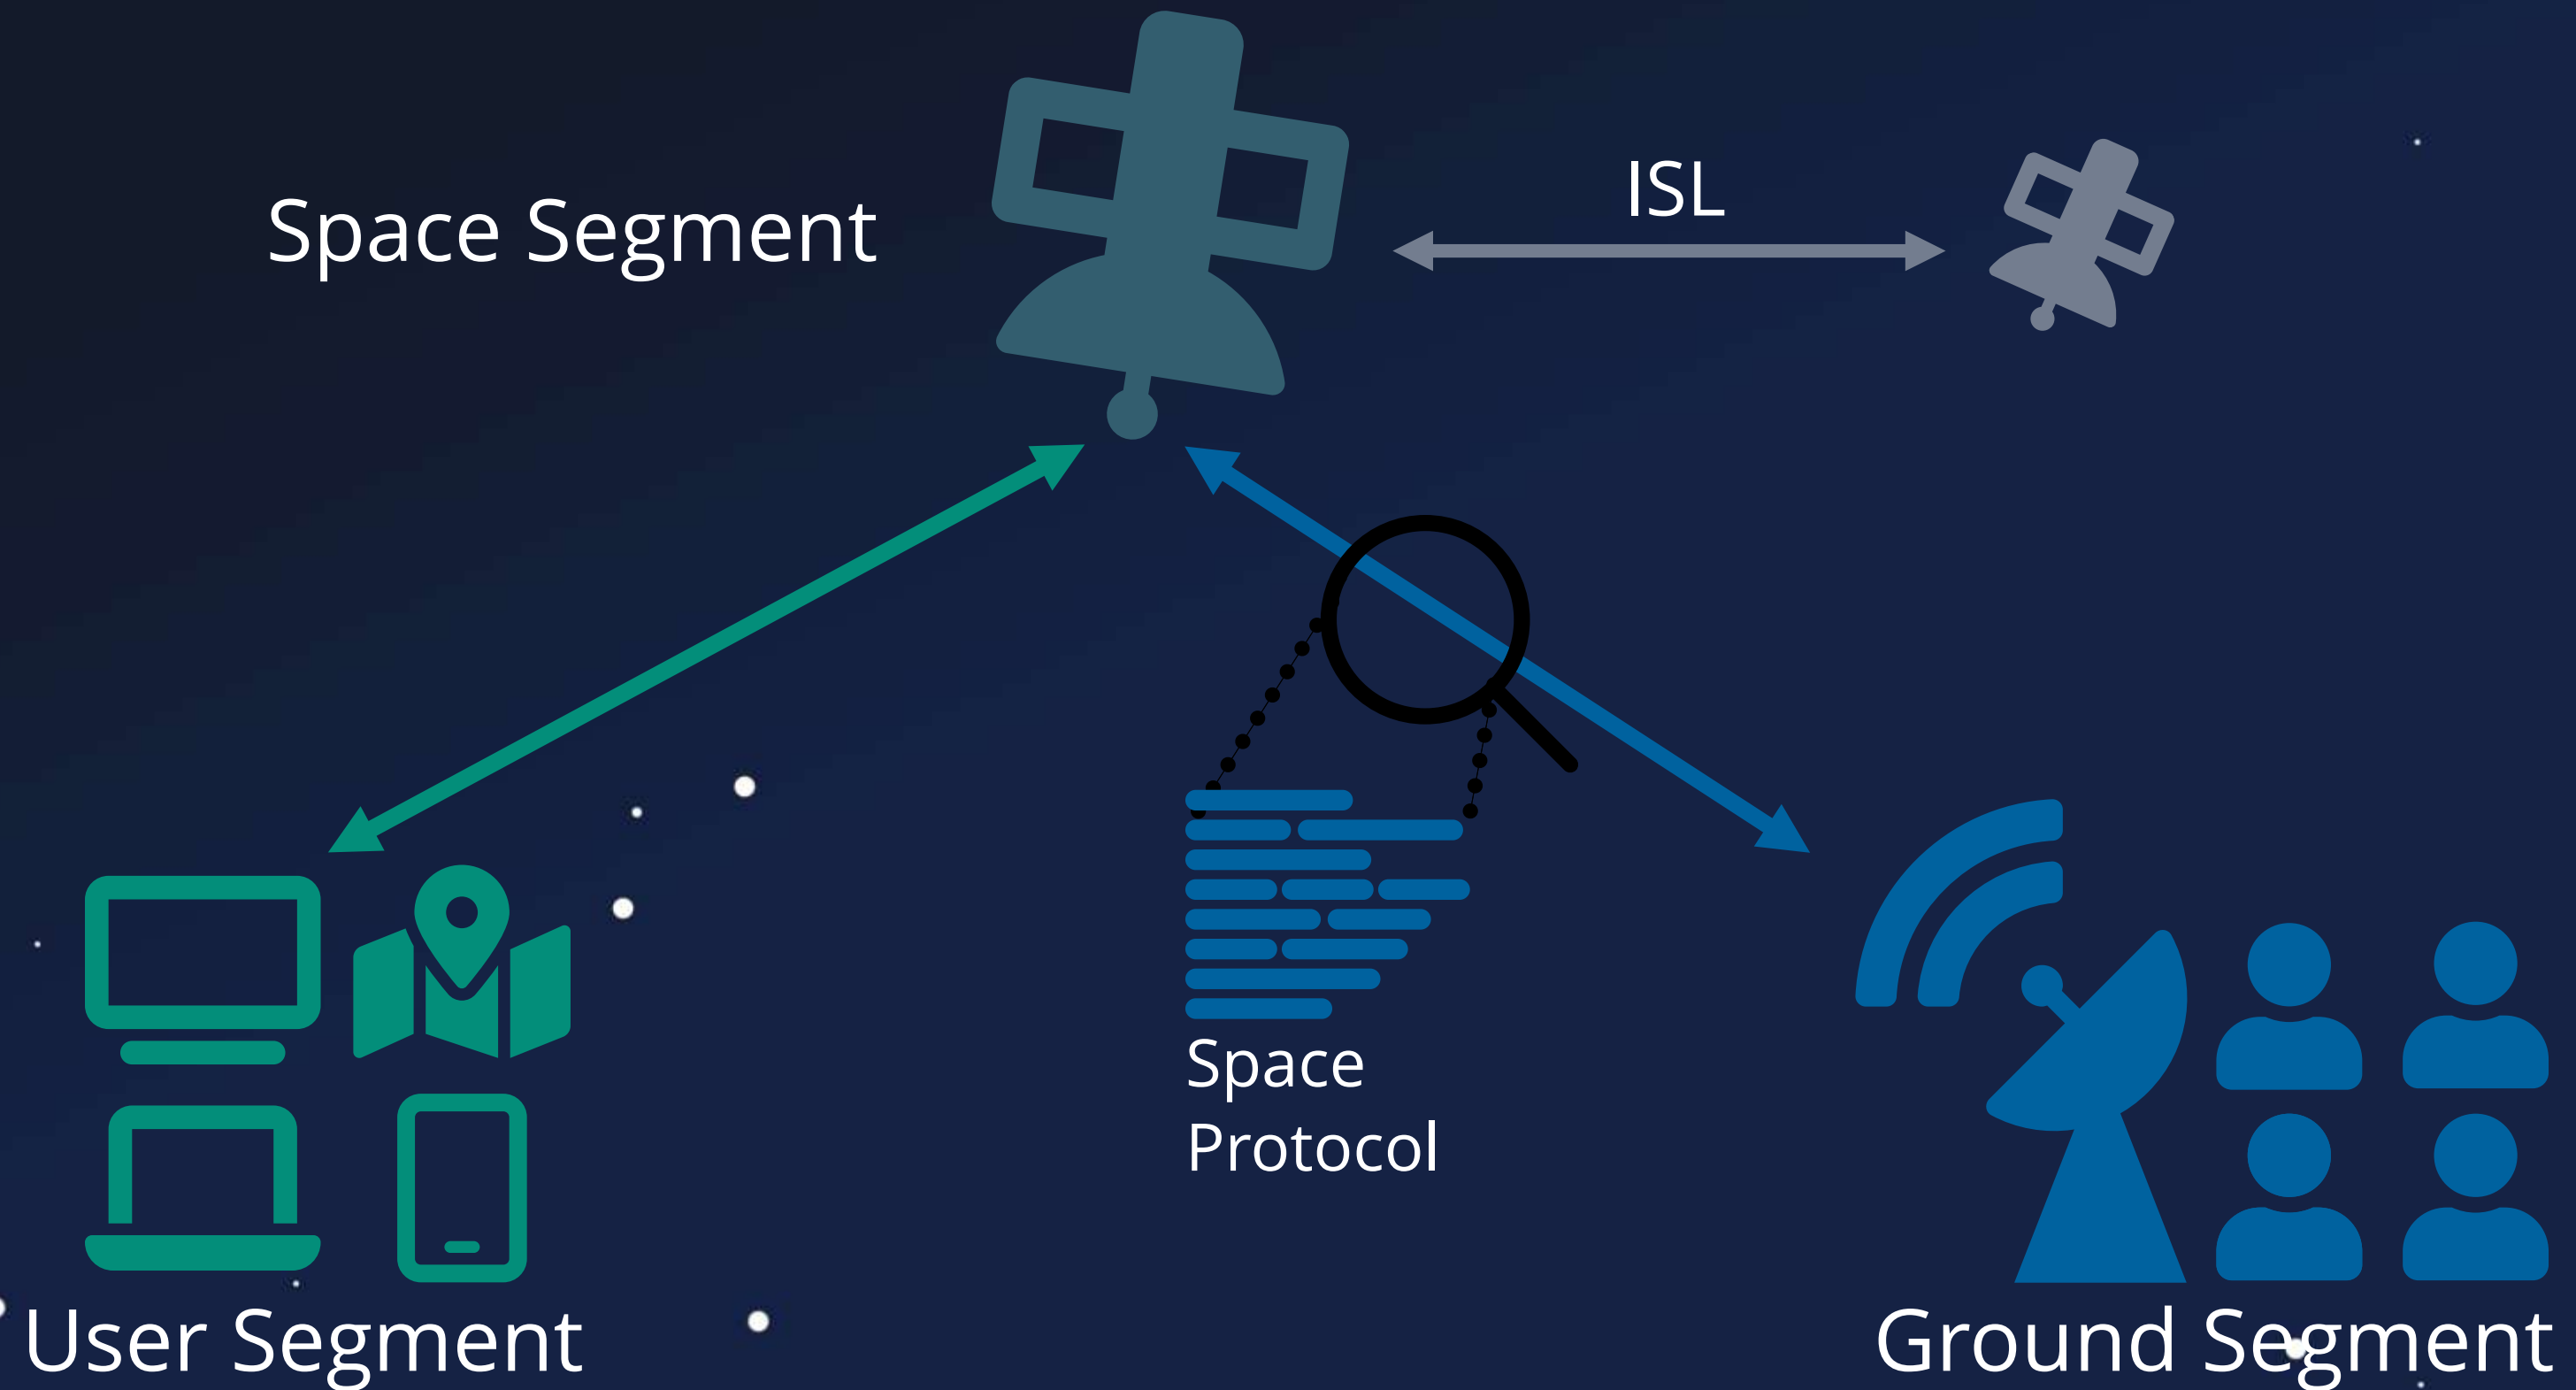 Space Segment
ISL
Space
Protocol
User Segment
Ground Segment